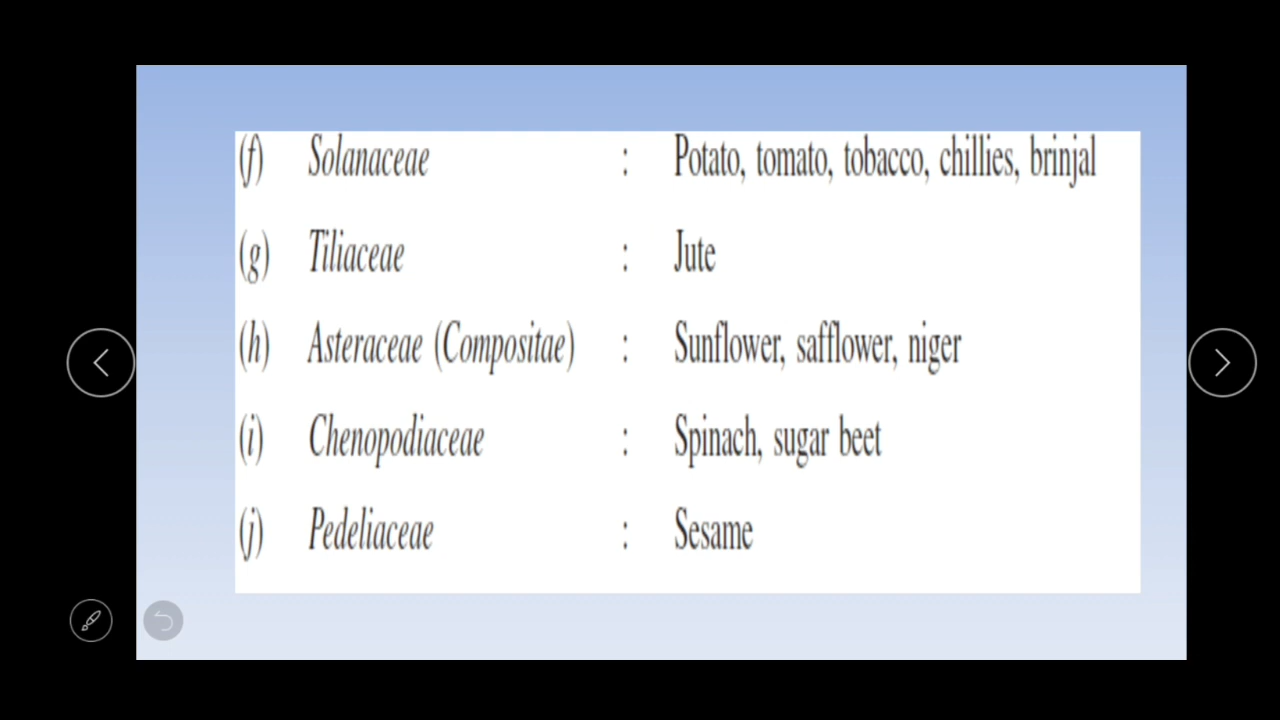 (f) Solanaceae : Potato, tomato, tobacco, chillies, brinjal
(g) Tiliaceae : Jute
(h) Asteraceae (Compositae) : Sunflower, safflower, niger
(i) Chenopodiaceae : Spinach, sugar beet
(j) Pedeliaceae : Sesame